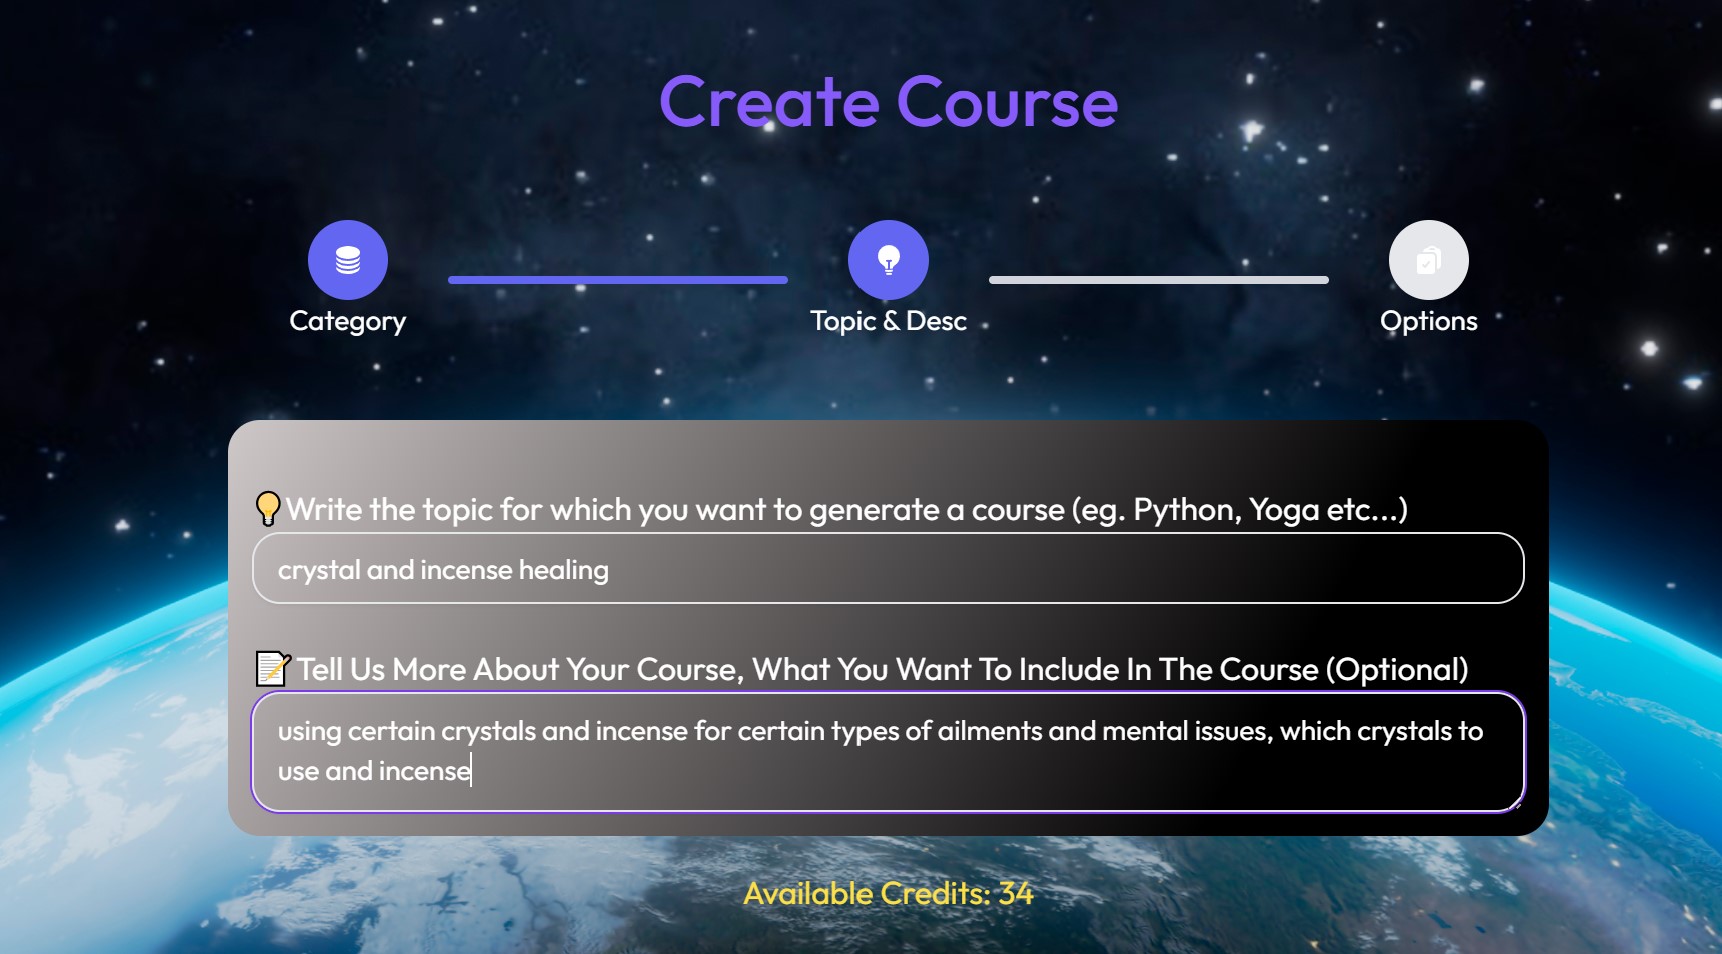 Create Course
Category
Topic & Desc
Options
💡Write the topic for which you want to generate a course (eg. Python, Yoga etc...)
crystal and incense healing
📝Tell Us More About Your Course, What You Want To Include In The Course (Optional)
using certain crystals and incense for certain types of ailments and mental issues, which crystals to
use and incense
Available Credits: 34